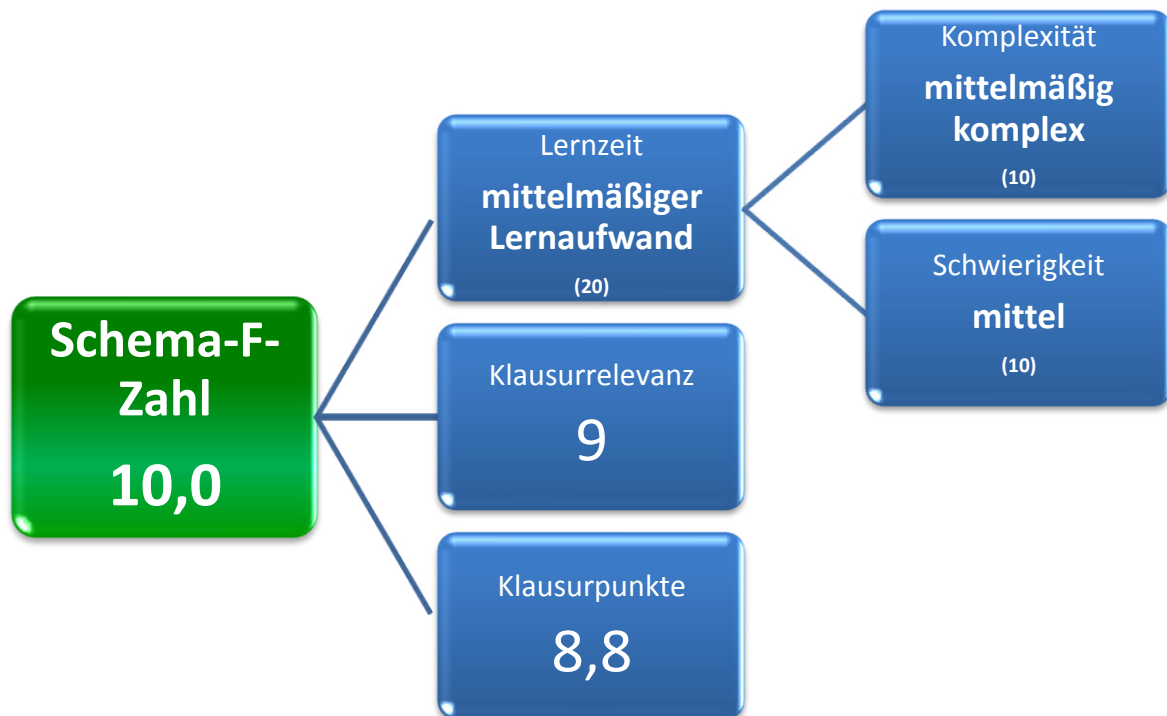 Schema-F-
Zahl
10,0
Lernzeit
mittelmäßiger
Lernaufwand
(20)
Klausurrelevanz
9
Klausurpunkte
8,8
Komplexität
mittelmäßig
komplex
(10)
Schwierigkeit
mittel
(10)